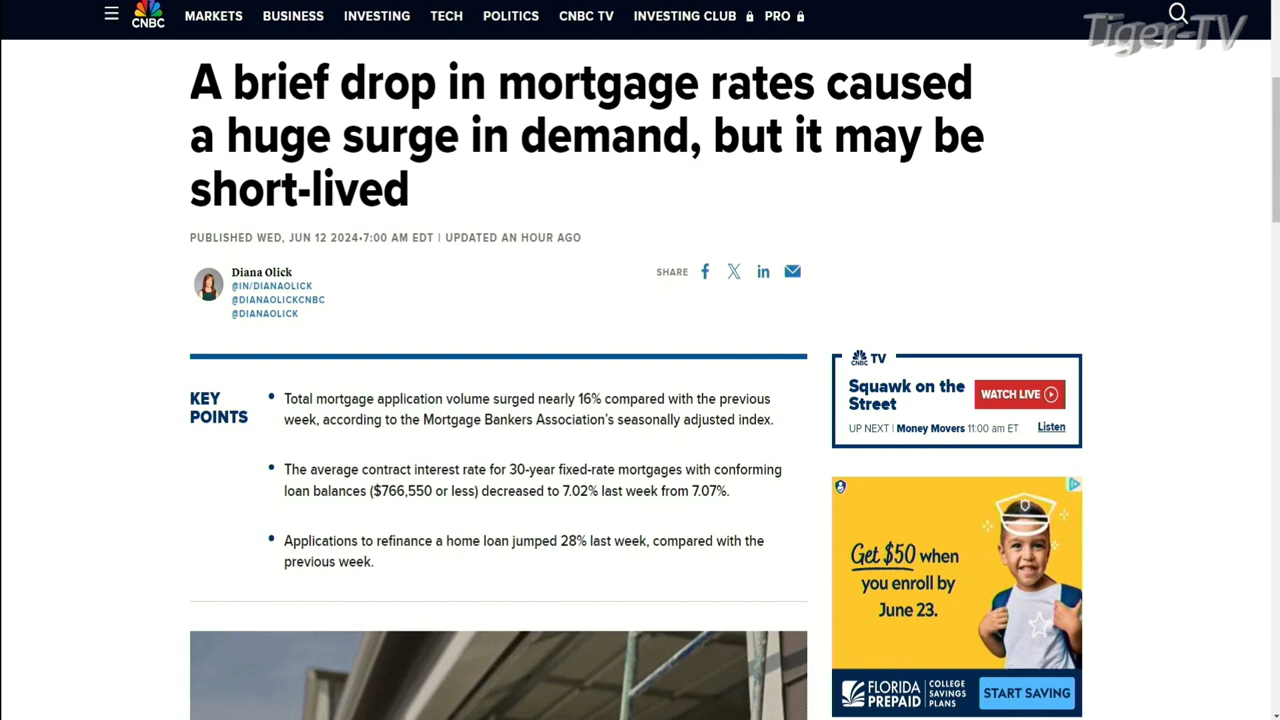 CNBC
MARKETS BUSINESS INVESTING TECH POLITICS CNBC TV INVESTING CLUB PRO
Tiger-TV
A brief drop in mortgage rates caused
a huge surge in demand, but it may be
short-lived
PUBLISHED WED, JUN 12 2024•7:00 AM EDT | UPDATED AN HOUR AGO
Diana Olick
@IN/DIANAOLICK
@DIANAOLICKCNBC
@DIANAOLICK
SHARE f X in
KEY
POINTS
• Total mortgage application volume surged nearly 16% compared with the previous
week, according to the Mortgage Bankers Association's seasonally adjusted index.
• The average contract interest rate for 30-year fixed-rate mortgages with conforming
loan balances ($766,550 or less) decreased to 7.02% last week from 7.07%.
• Applications to refinance a home loan jumped 28% last week, compared with the
previous week.
CNBC TV
Squawk on the
Street
WATCH LIVE
UP NEXT | Money Movers 11:00 am ET Listen
Get $50 when
you enroll by
June 23.
FLORIDA
PREPAID
COLLEGE
SAVINGS
PLANS
START SAVING